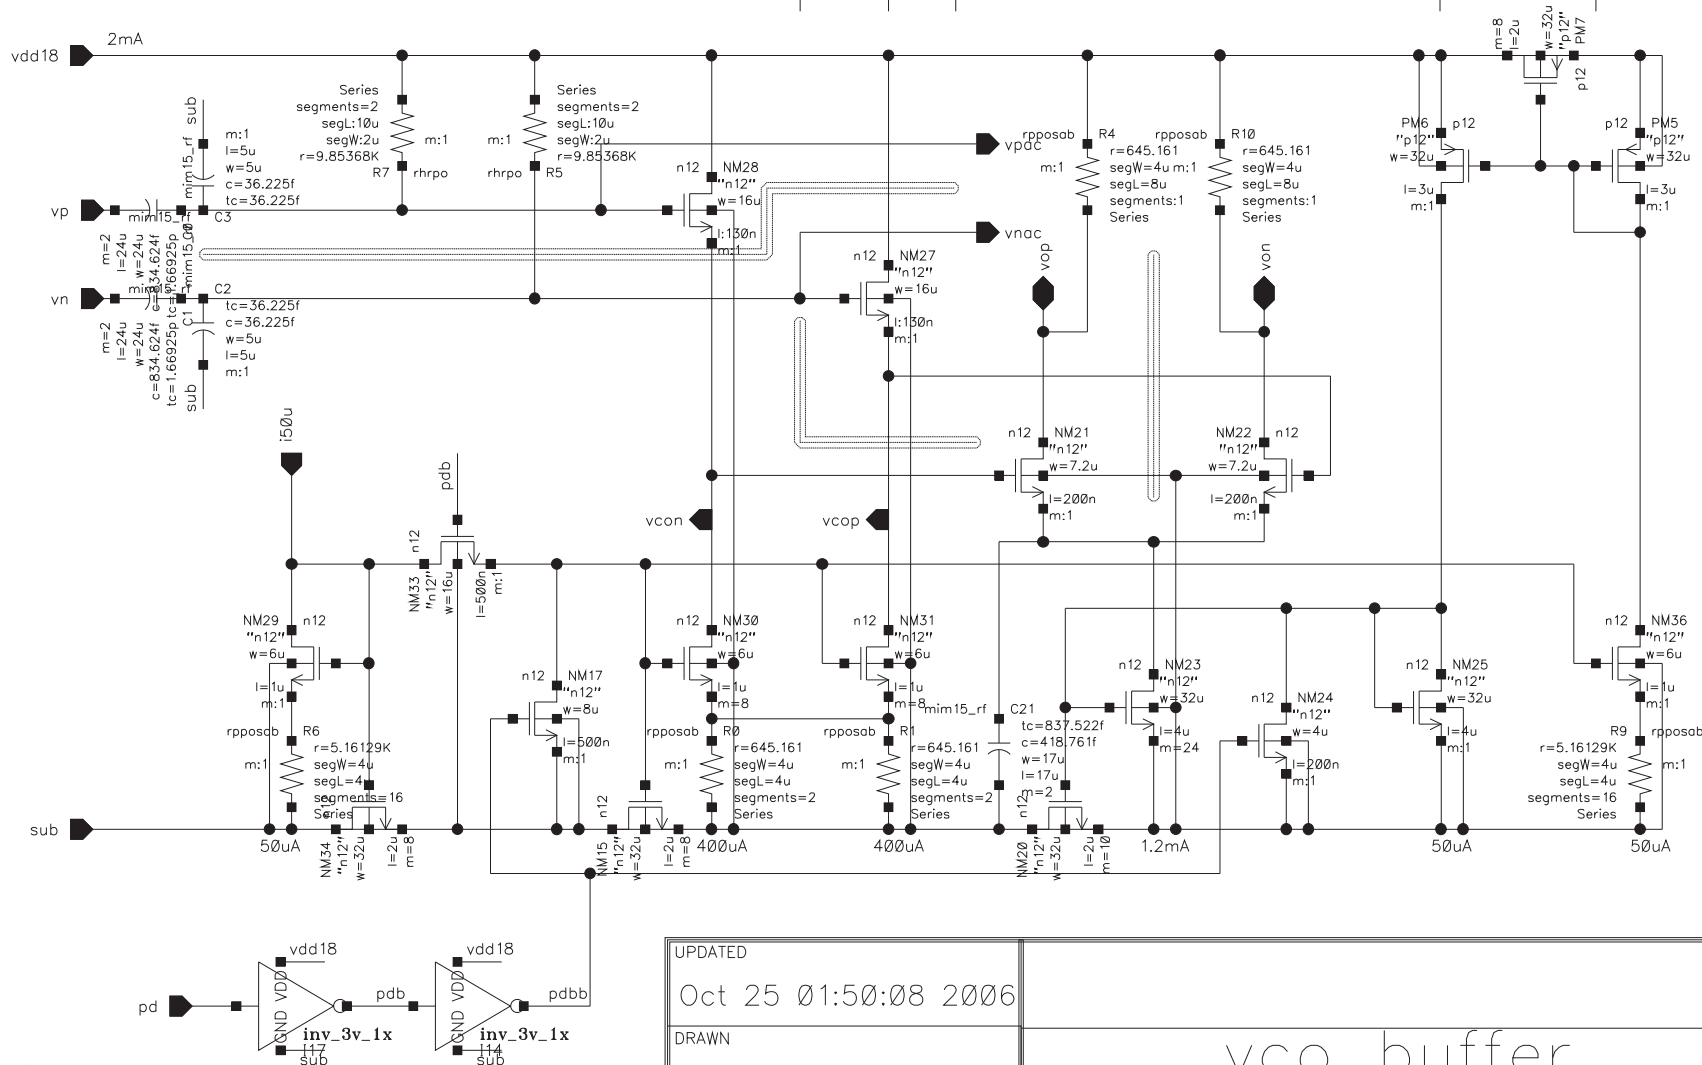 2mA
vdd18
m=8
l=2u
w=32u
"p12"
PM7
p12
sub
mim15_rf
m:1
l=5u
w=5u
c=36.225f
tc=36.225f
C3
Series
segments=2
segL:10u
segW:2u
r=9.85368K
m:1
R7
rhrpo
Series
segments=2
segL:10u
segW:2u
r=9.85368K
m:1
rhrpo
R5
n12
NM28
"n12"
w=16u
l:130n
m:1
vpac
vnac
rpposab
R4
m:1
r=645.161
segW=4u
segL=8u
segments:1
Series
rpposab
R10
m:1
r=645.161
segW=4u
segL=8u
segments:1
Series
PM6
p12
"p12"
w=32u
l=3u
m:1
p12
PM5
"p12"
w=32u
l=3u
m:1
vp
mim15_rf
m=2
l=24u
w=24u
c=834.624f
tc=1.66925p
vn
mim15_rf
m=2
l=24u
w=24u
c=834.624f
tc=1.66925p
C1
mim15_rf
C2
tc=36.225f
c=36.225f
w=5u
l=5u
m:1
sub
n12
NM27
"n12"
w=16u
l:130n
m:1
vop
von
i50u
pdb
n12
NM21
"n12"
w=7.2u
l=200n
m:1
NM22
n12
"n12"
w=7.2u
l=200n
m:1
vcon
vcop
n12
NM33
"n12"
w=16u
l=500n
m:1
NM29
n12
"n12"
w=6u
l=1u
m:1
n12
NM17
"n12"
w=8u
l=500n
m:1
n12
NM30
"n12"
w=6u
l=1u
m=8
n12
NM31
"n12"
w=6u
l=1u
m=8
n12
NM23
"n12"
w=32u
l=4u
m=24
n12
NM24
"n12"
w=4u
l=200n
m:1
n12
NM25
"n12"
w=32u
l=4u
m:1
n12
NM36
"n12"
w=6u
l=1u
m:1
rpposab
R6
m:1
r=5.16129K
segW=4u
segL=4u
segments=16
Series
rpposab
R0
m:1
r=645.161
segW=4u
segL=4u
segments=2
Series
R1
m:1
r=645.161
segW=4u
segL=4u
segments=2
Series
mim15_rf
C21
tc=837.522f
c=418.761f
w=17u
l=17u
m=2
R9
rpposab
r=5.16129K
m:1
segW=4u
segL=4u
segments=16
Series
sub
50uA
n12
NM34
"n12"
w=32u
l=2u
m=8
n12
NM15
"n12"
w=32u
l=2u
m=8
400uA
400uA
n12
NM20
"n12"
w=32u
l=2u
m=10
1.2mA
50uA
50uA
pd
vdd18
VDD
GND
inv_3v_1x
I17
sub
pdb
vdd18
VDD
GND
inv_3v_1x
I14
sub
pdbb
UPDATED
Oct 25 01:50:08 2006
DRAWN
vco_buffer